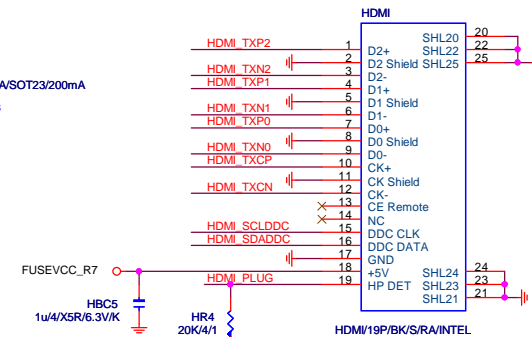 HDMI
HDMI_TXP2 1 D2+ SHL20 20
2 D2 Shield SHL22 22
HDMI_TXN2 3 D2- SHL25 25
HDMI_TXP1 4 D1+
A/SOT23/200mA
5 D1 Shield
HDMI_TXN1 6 D1-
HDMI_TXP0 7 D0+
8 D0 Shield
HDMI_TXN0 9 D0-
HDMI_TXCP 10 CK+
11 CK Shield
HDMI_TXCN 12 CK-
13 CE Remote
14 NC
HDMI_SCLDDC 15 DDC CLK
HDMI_SDADDC 16 DDC DATA
17 GND
FUSEVCC_R7 18 +5V SHL24 24
HDMI_PLUG 19 HP DET SHL23 23
SHL21 21
HBC5
1u/4/X5R/6.3V/K
HR4
20K/4/1
HDMI/19P/BK/S/RA/INTEL